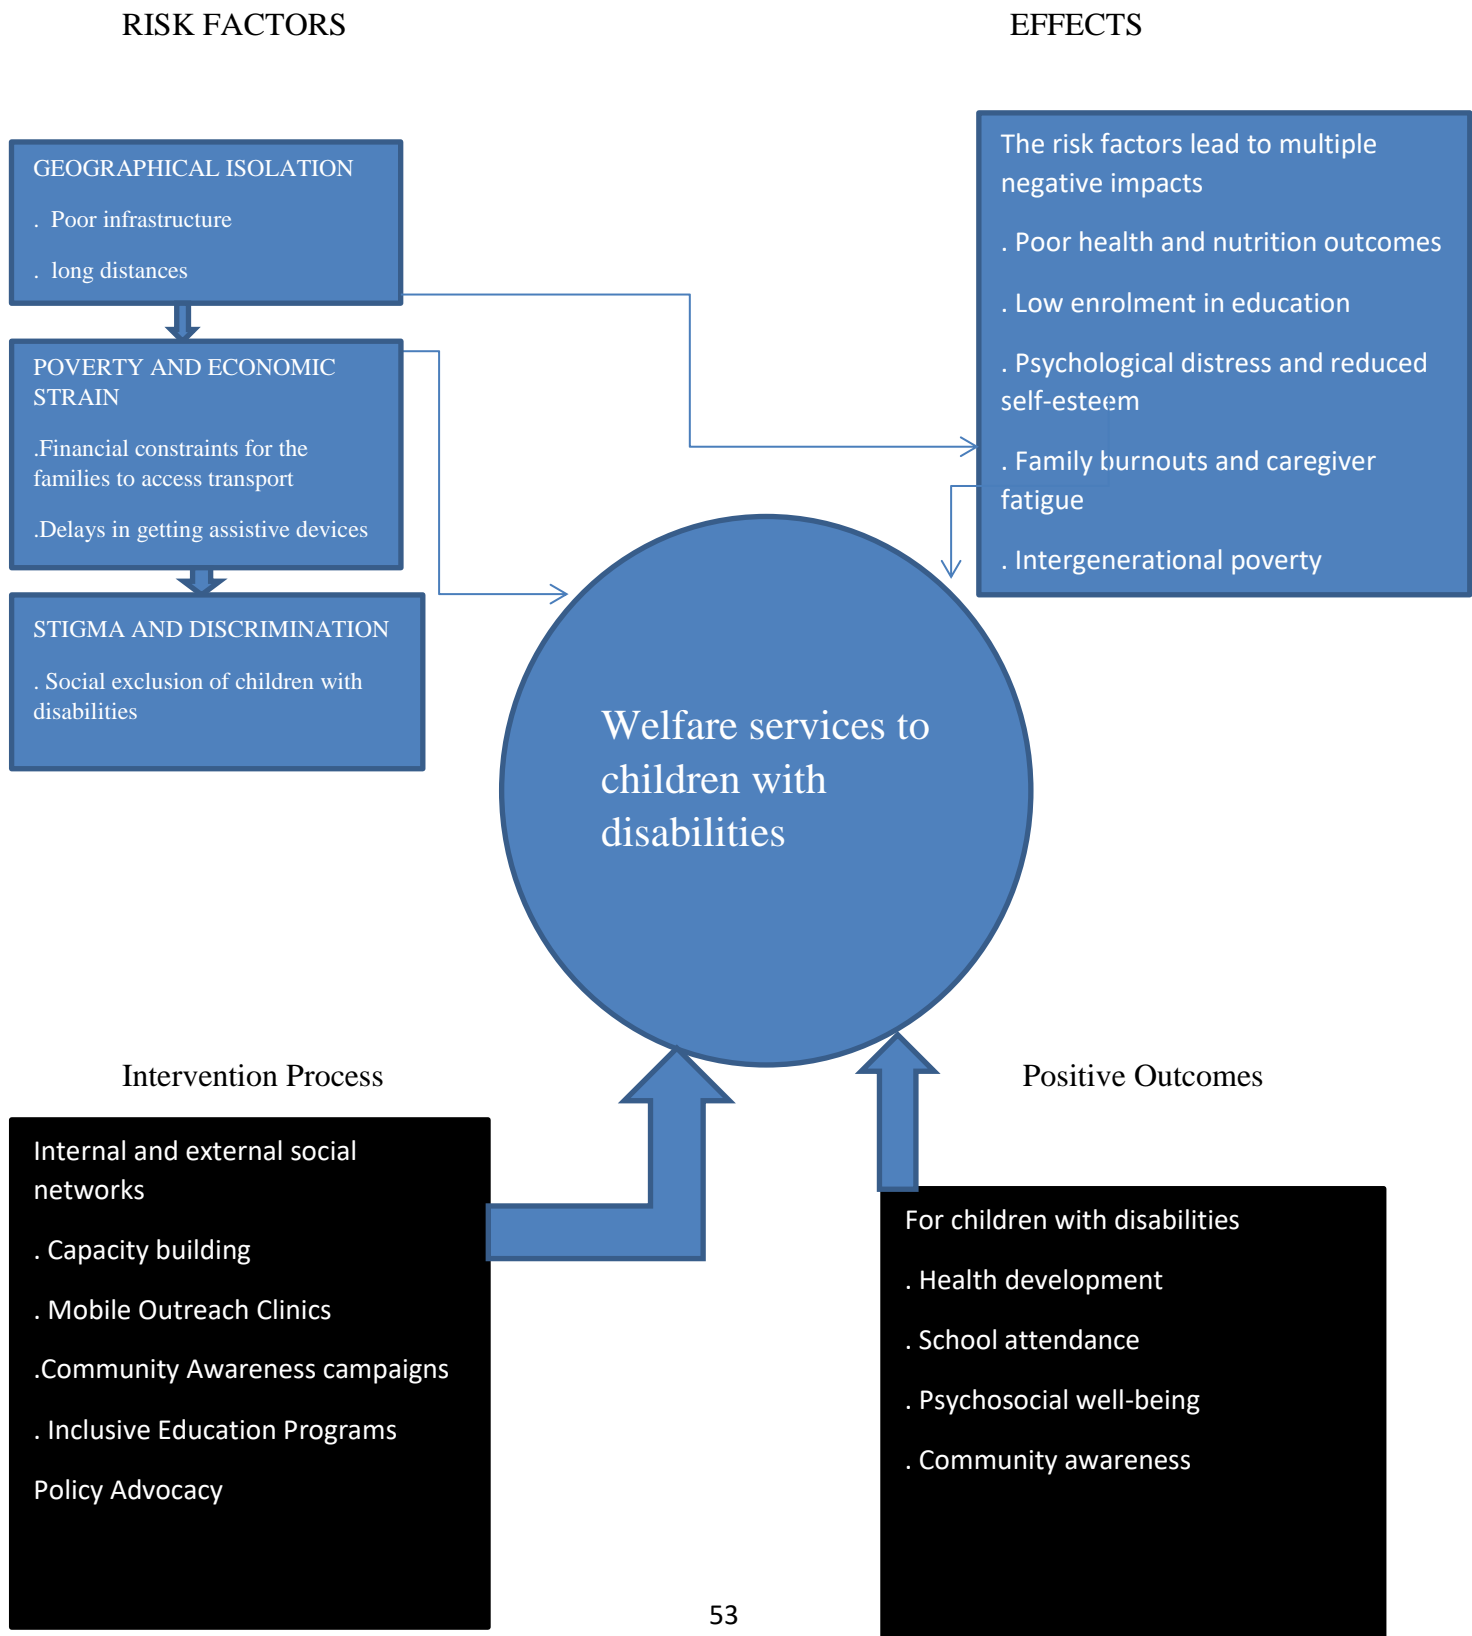 RISK FACTORS
EFFECTS
GEOGRAPHICAL ISOLATION
. Poor infrastructure
. long distances
POVERTY AND ECONOMIC
STRAIN
.Financial constraints for the
families to access transport
.Delays in getting assistive devices
STIGMA AND DISCRIMINATION
. Social exclusion of children with
disabilities
The risk factors lead to multiple
negative impacts
. Poor health and nutrition outcomes
. Low enrolment in education
. Psychological distress and reduced
self-esteem
. Family burnouts and caregiver
fatigue
. Intergenerational poverty
Welfare services to
children with
disabilities
Intervention Process
Positive Outcomes
Internal and external social
networks
. Capacity building
. Mobile Outreach Clinics
.Community Awareness campaigns
. Inclusive Education Programs
Policy Advocacy
For children with disabilities
. Health development
. School attendance
. Psychosocial well-being
. Community awareness
53